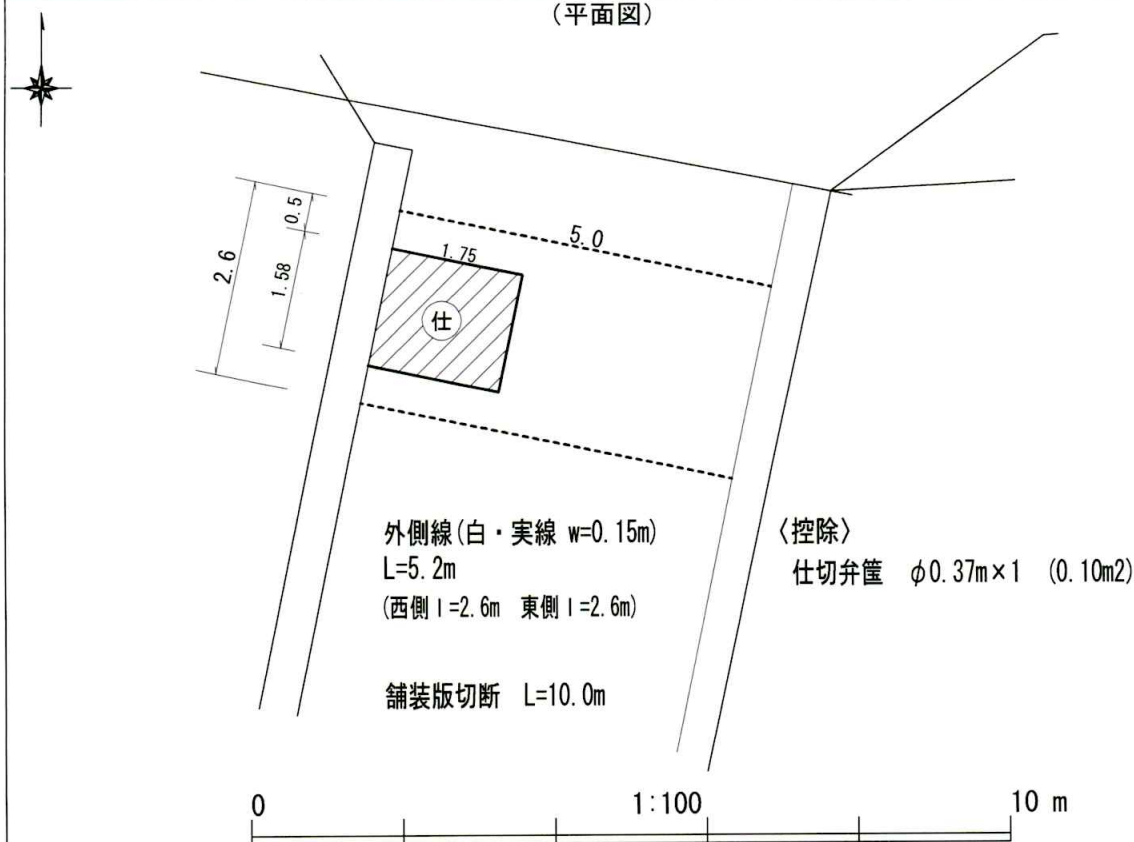 (平面図)
0.5
2.6
1.58
5.0
1.75
仕
外側線(白・実線 w=0.15m)
L=5.2m
(西側 l=2.6m 東側 l=2.6m)
〈控除〉
仕切弁筺 φ0.37m×1 (0.10m2)
舗装版切断 L=10.0m
0 1:100 10 m